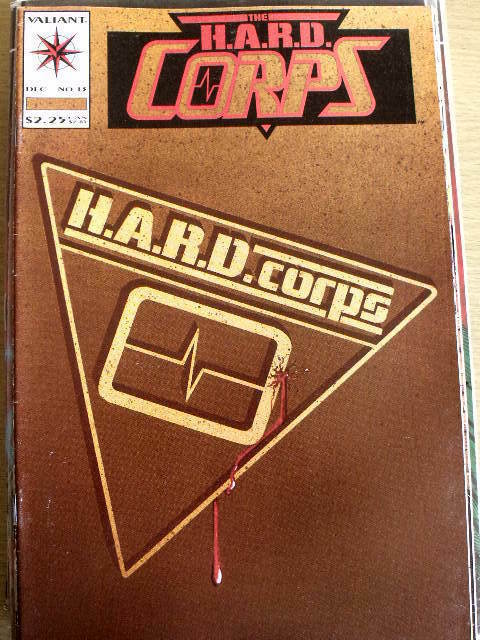 VALIANT
DEC NO. 13
$2.25
THE
H.A.R.D.
CORPS
H.A.R.D. corps